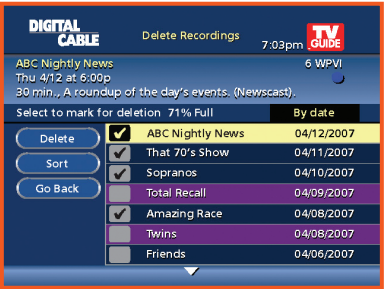 DIGITAL CABLE
Delete Recordings
7:03pm
TV GUIDE
ABC Nightly News
6 WPVI
Thu 4/12 at 6:00p
30 min., A roundup of the day's events. (Newscast).
Select to mark for deletion 71% Full
By date
Delete
Sort
Go Back
ABC Nightly News 04/12/2007
That 70's Show 04/11/2007
Sopranos 04/10/2007
Total Recall 04/09/2007
Amazing Race 04/08/2007
Twins 04/08/2007
Friends 04/06/2007